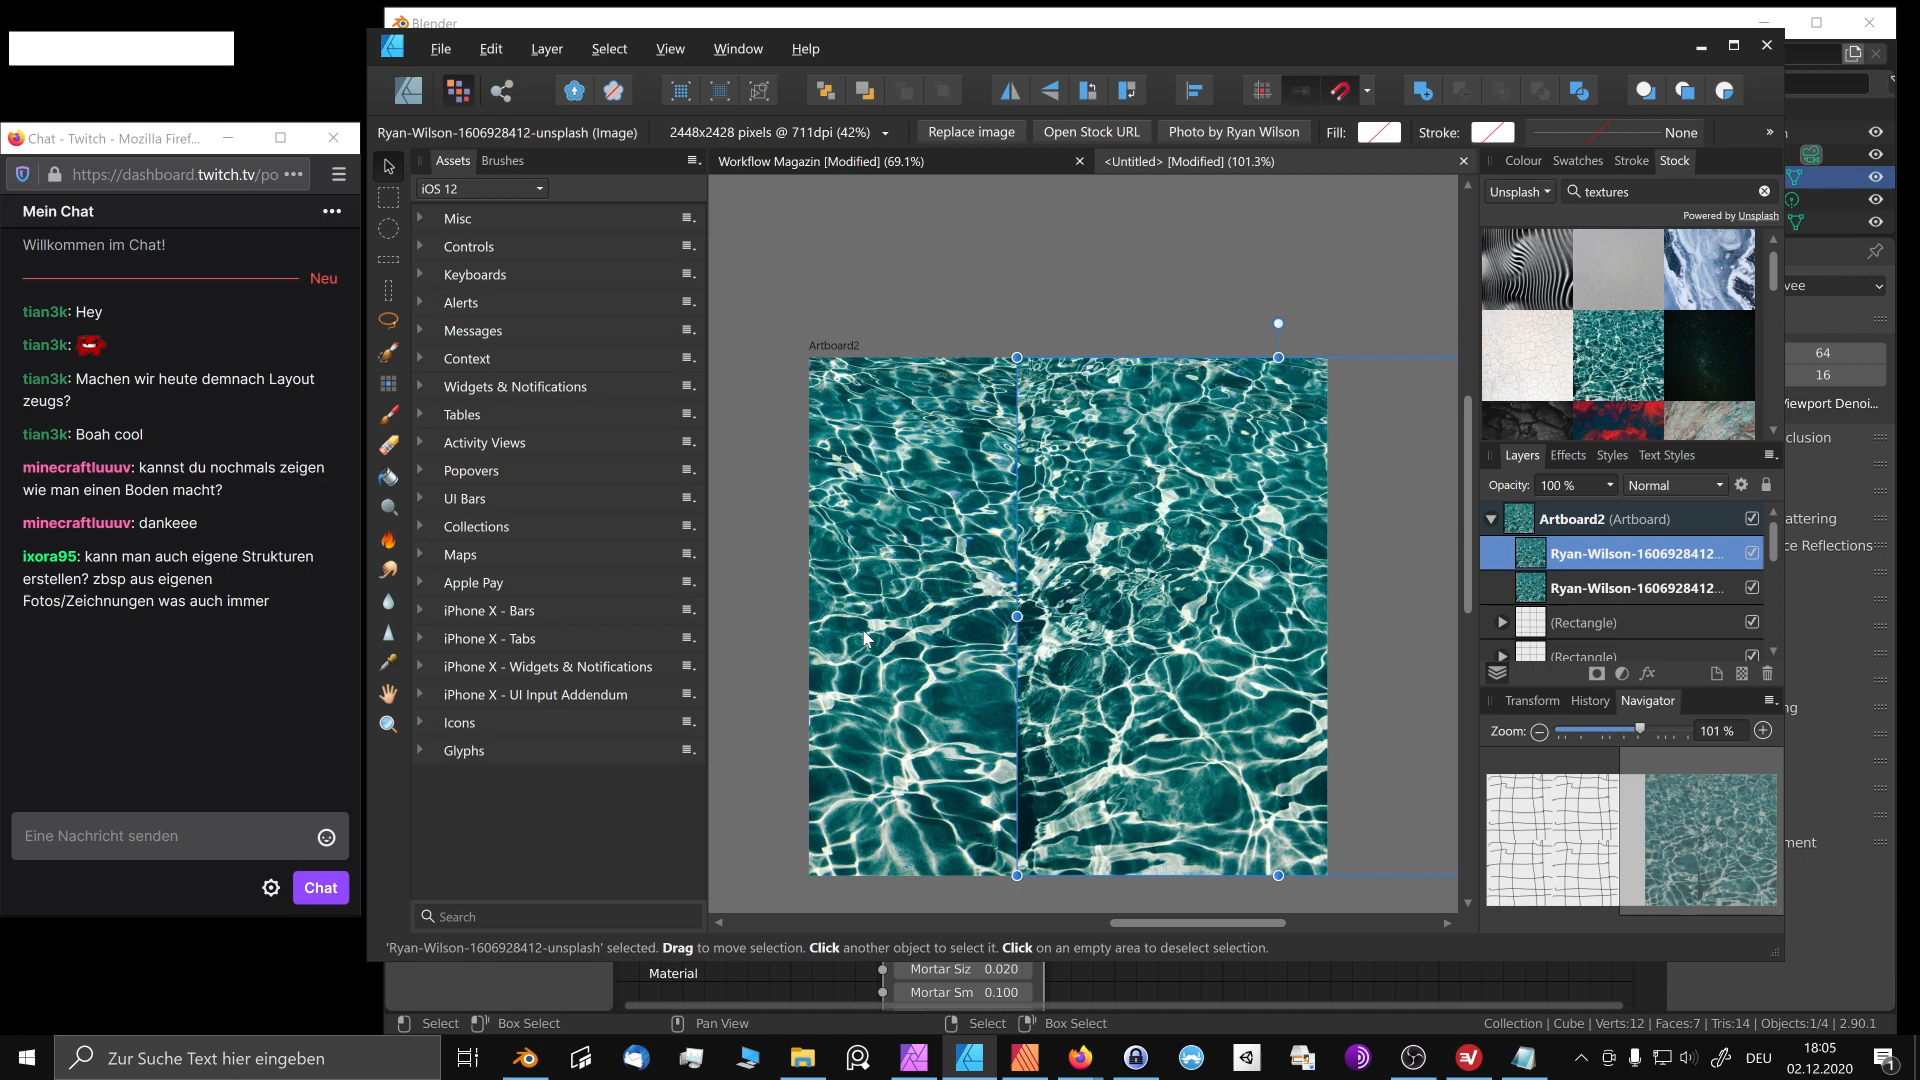 Blender
File Edit Layer Select View Window Help
Ryan-Wilson-1606928412-unsplash (Image) 2448x2428 pixels @ 711dpi (42%) Replace image Open Stock URL Photo by Ryan Wilson Fill: Stroke: None »
Chat - Twitch - Mozilla Firef...
https://dashboard.twitch.tv/po •••
Mein Chat
Willkommen im Chat!
Neu
tian3k: Hey
tian3k:
tian3k: Machen wir heute demnach Layout
zeugs?
tian3k: Boah cool
minecraftluuuv: kannst du nochmals zeigen
wie man einen Boden macht?
minecraftluuuv: dankeee
ixora95: kann man auch eigene Strukturen
erstellen? zbsp aus eigenen
Fotos/Zeichnungen was auch immer
Eine Nachricht senden
Chat
Assets Brushes
iOS 12
Misc
Controls
Keyboards
Alerts
Messages
Context
Widgets & Notifications
Tables
Activity Views
Popovers
UI Bars
Collections
Maps
Apple Pay
iPhone X - Bars
iPhone X - Tabs
iPhone X - Widgets & Notifications
iPhone X - UI Input Addendum
Icons
Glyphs
Search
Workflow Magazin [Modified] (69.1%) <Untitled> [Modified] (101.3%)
Artboard2
Colour Swatches Stroke Stock
Unsplash textures
Powered by Unsplash
Layers Effects Styles Text Styles
Opacity: 100 % Normal
Artboard2 (Artboard)
Ryan-Wilson-1606928412...
Ryan-Wilson-1606928412...
(Rectangle)
(Rectangle)
Transform History Navigator
Zoom: 101 %
vee
64
16
Viewport Denoi...
clusion
attering
ce Reflections
ng
ment
'Ryan-Wilson-1606928412-unsplash' selected. Drag to move selection. Click another object to select it. Click on an empty area to deselect selection.
Material
Mortar Siz 0.020
Mortar Sm 0.100
Select Box Select Pan View Select Box Select
Collection | Cube | Verts:12 | Faces:7 | Tris:14 | Objects:1/4 | 2.90.1
Zur Suche Text hier eingeben
DEU
18:05
02.12.2020
1